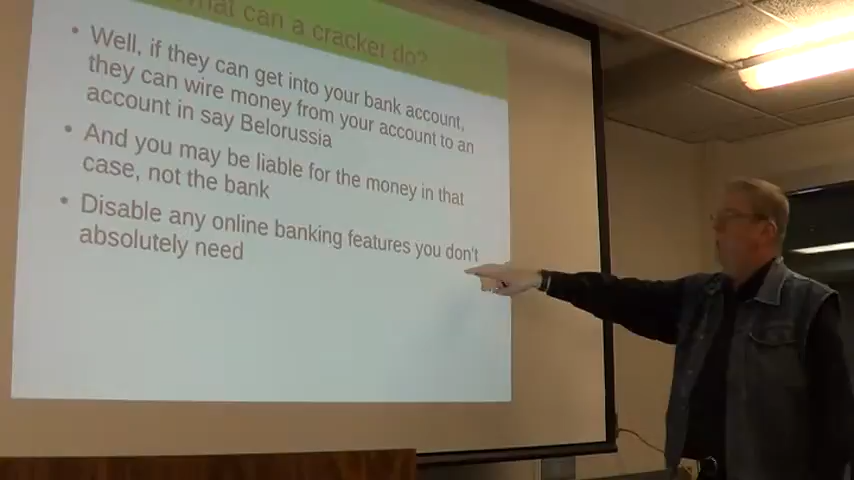 What can a cracker do?
• Well, if they can get into your bank account,
they can wire money from your account to an
account in say Belorussia
• And you may be liable for the money in that
case, not the bank
• Disable any online banking features you don't
absolutely need